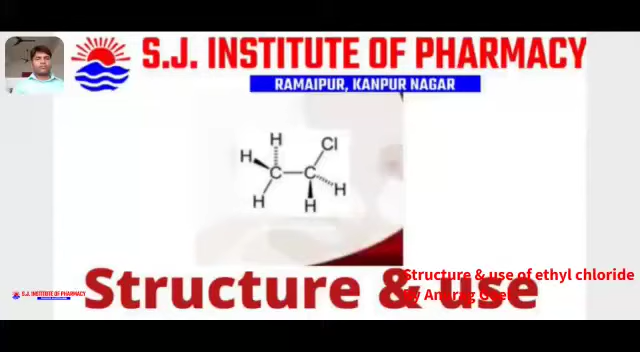 S.J. INSTITUTE OF PHARMACY
RAMAIPUR, KANPUR NAGAR
H
Cl
H
C
C
H
H
H
Structure & use of ethyl chloride
Structure & use
S.J. INSTITUTE OF PHARMACY